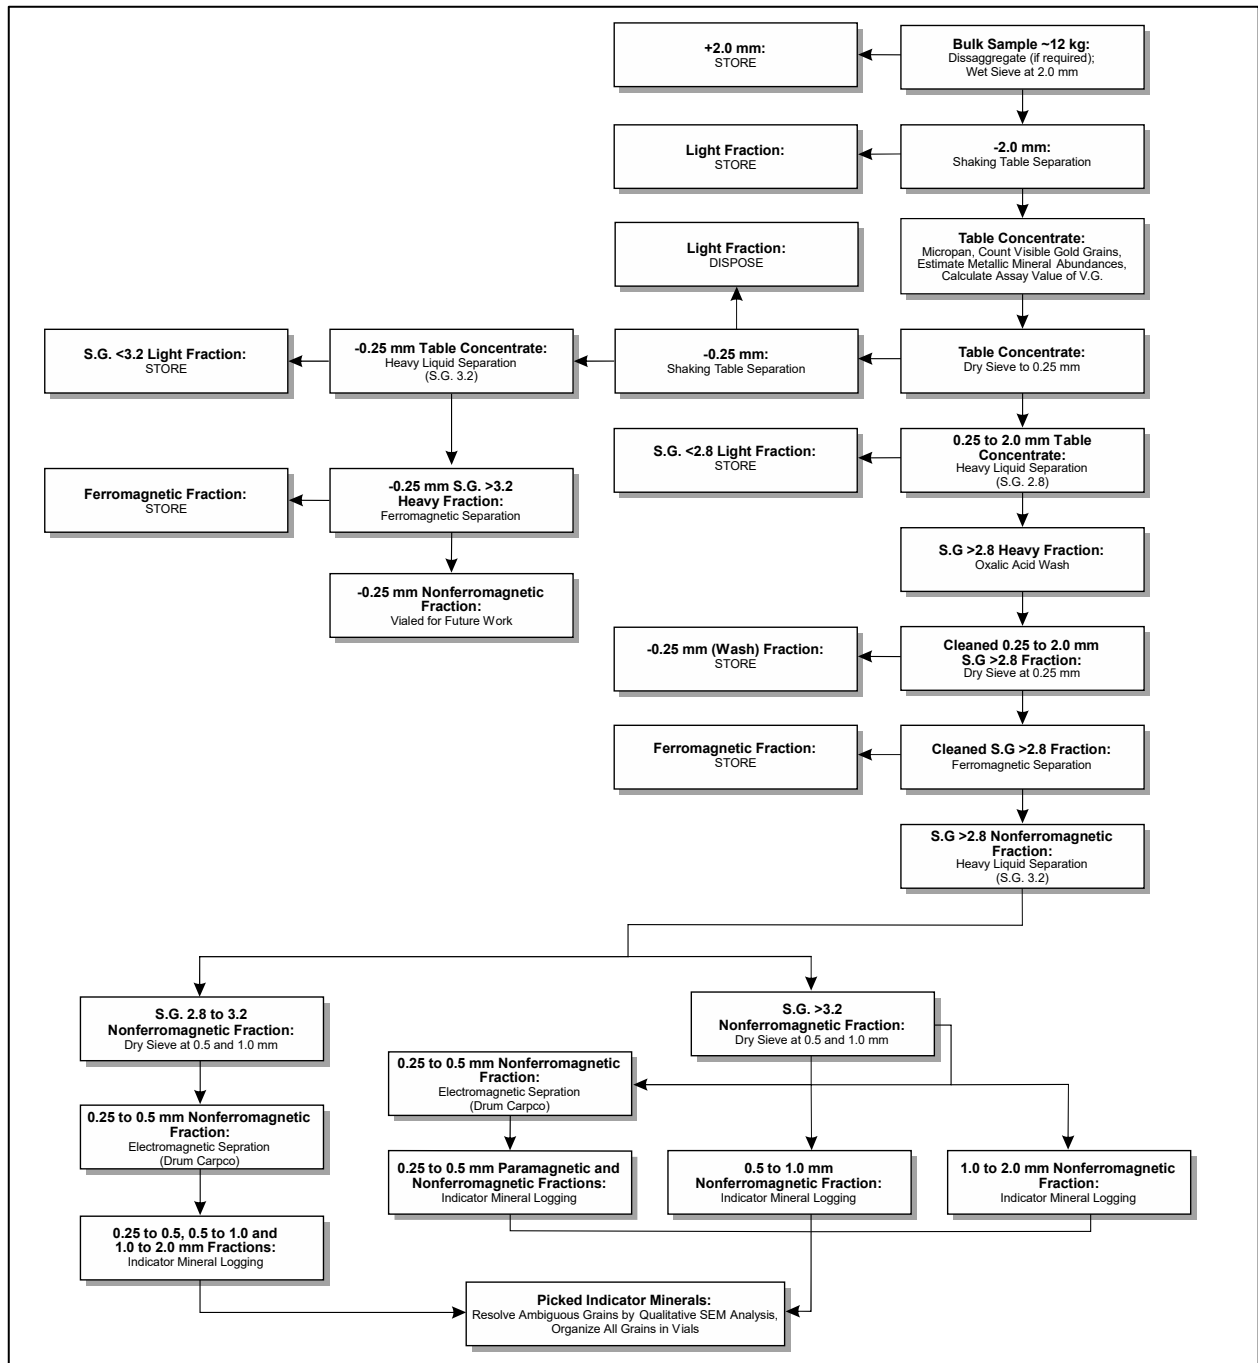 +2.0 mm:
STORE
Bulk Sample ~12 kg:
Dissaggregate (if required);
Wet Sieve at 2.0 mm
Light Fraction:
STORE
-2.0 mm:
Shaking Table Separation
Light Fraction:
DISPOSE
Table Concentrate:
Micropan, Count Visible Gold Grains,
Estimate Metallic Mineral Abundances,
Calculate Assay Value of V.G.
S.G. <3.2 Light Fraction:
STORE
-0.25 mm Table Concentrate:
Heavy Liquid Separation
(S.G. 3.2)
-0.25 mm:
Shaking Table Separation
Table Concentrate:
Dry Sieve to 0.25 mm
S.G. <2.8 Light Fraction:
STORE
0.25 to 2.0 mm Table
Concentrate:
Heavy Liquid Separation
(S.G. 2.8)
Ferromagnetic Fraction:
STORE
-0.25 mm S.G. >3.2
Heavy Fraction:
Ferromagnetic Separation
S.G >2.8 Heavy Fraction:
Oxalic Acid Wash
-0.25 mm Nonferromagnetic
Fraction:
Vialed for Future Work
-0.25 mm (Wash) Fraction:
STORE
Cleaned 0.25 to 2.0 mm
S.G >2.8 Fraction:
Dry Sieve at 0.25 mm
Ferromagnetic Fraction:
STORE
Cleaned S.G >2.8 Fraction:
Ferromagnetic Separation
S.G >2.8 Nonferromagnetic
Fraction:
Heavy Liquid Separation
(S.G. 3.2)
S.G. 2.8 to 3.2
Nonferromagnetic Fraction:
Dry Sieve at 0.5 and 1.0 mm
S.G. >3.2
Nonferromagnetic Fraction:
Dry Sieve at 0.5 and 1.0 mm
0.25 to 0.5 mm Nonferromagnetic
Fraction:
Electromagnetic Sepration
(Drum Carpco)
0.25 to 0.5 mm Nonferromagnetic
Fraction:
Electromagnetic Sepration
(Drum Carpco)
0.25 to 0.5 mm Paramagnetic and
Nonferromagnetic Fractions:
Indicator Mineral Logging
0.5 to 1.0 mm
Nonferromagnetic Fraction:
Indicator Mineral Logging
1.0 to 2.0 mm Nonferromagnetic
Fraction:
Indicator Mineral Logging
0.25 to 0.5, 0.5 to 1.0 and
1.0 to 2.0 mm Fractions:
Indicator Mineral Logging
Picked Indicator Minerals:
Resolve Ambiguous Grains by Qualitative SEM Analysis,
Organize All Grains in Vials